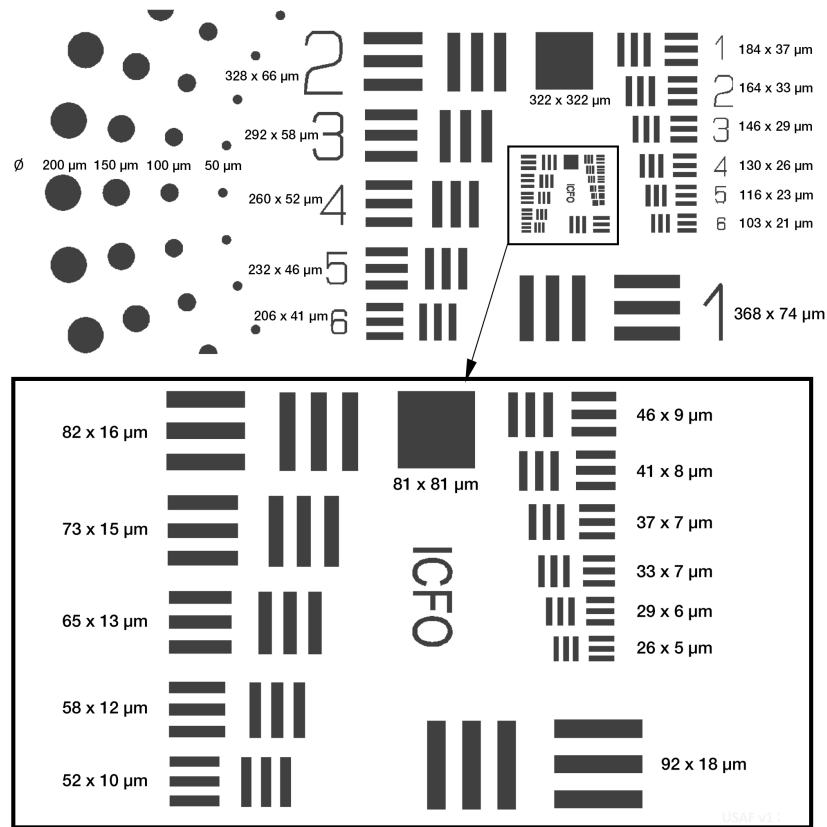 2
328 x 66 µm
3
292 x 58 µm
Ø 200 µm 150 µm 100 µm 50 µm
4
260 x 52 µm
5
232 x 46 µm
6
206 x 41 µm
322 x 322 µm
1 184 x 37 µm
2 164 x 33 µm
3 146 x 29 µm
4 130 x 26 µm
5 116 x 23 µm
6 103 x 21 µm
ICFO
1 368 x 74 µm
82 x 16 µm
73 x 15 µm
65 x 13 µm
58 x 12 µm
52 x 10 µm
81 x 81 µm
ICFO
46 x 9 µm
41 x 8 µm
37 x 7 µm
33 x 7 µm
29 x 6 µm
26 x 5 µm
92 x 18 µm